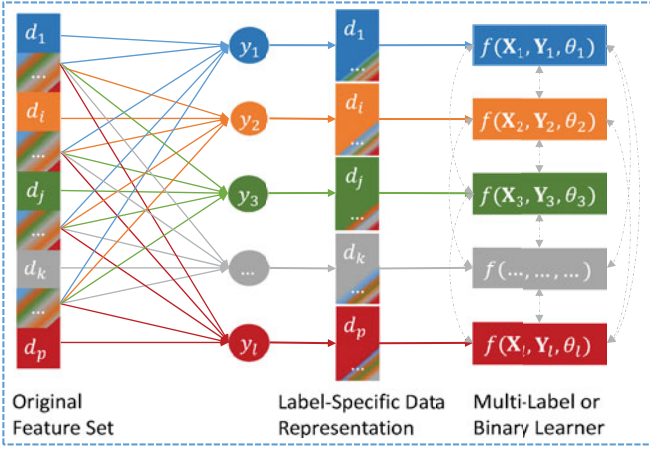 d₁
...
dᵢ
...
dⱼ
...
dₖ
...
dₚ
Original
Feature Set
y₁
y₂
y₃
...
yₗ
d₁
...
dᵢ
...
dⱼ
...
dₖ
...
dₚ
...
Label-Specific Data
Representation
f(X₁, Y₁, θ₁)
f(X₂, Y₂, θ₂)
f(X₃, Y₃, θ₃)
f(..., ..., ...)
f(Xₗ, Yₗ, θₗ)
Multi-Label or
Binary Learner